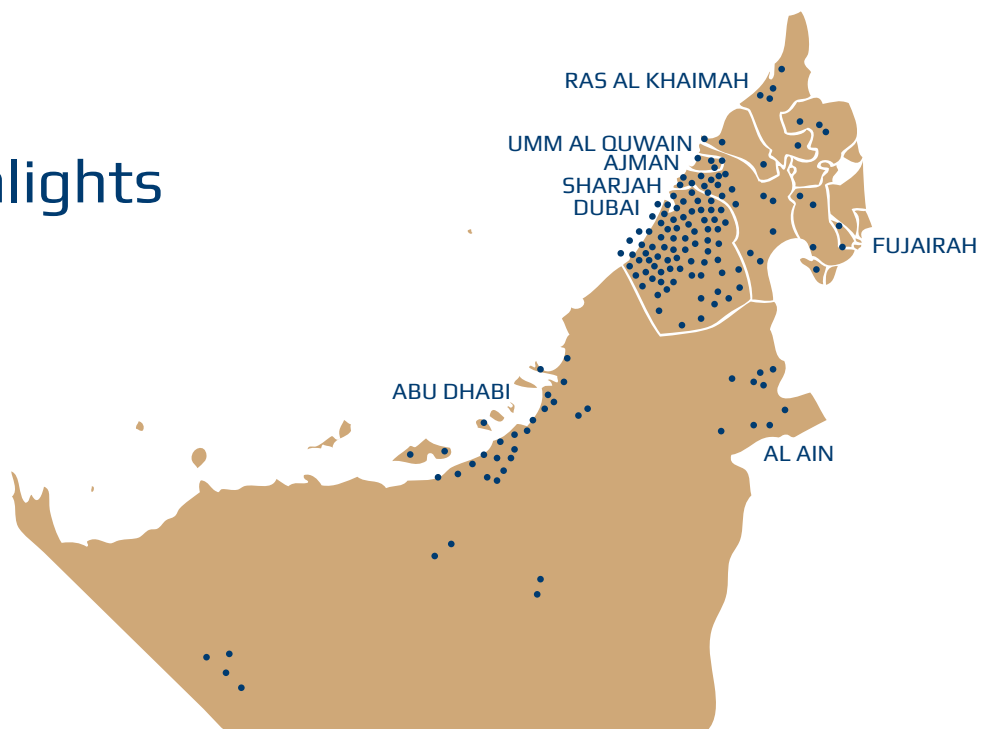 RAS AL KHAIMAH
UMM AL QUWAIN
AJMAN
lights
SHARJAH
DUBAI
FUJAIRAH
ABU DHABI
AL AIN